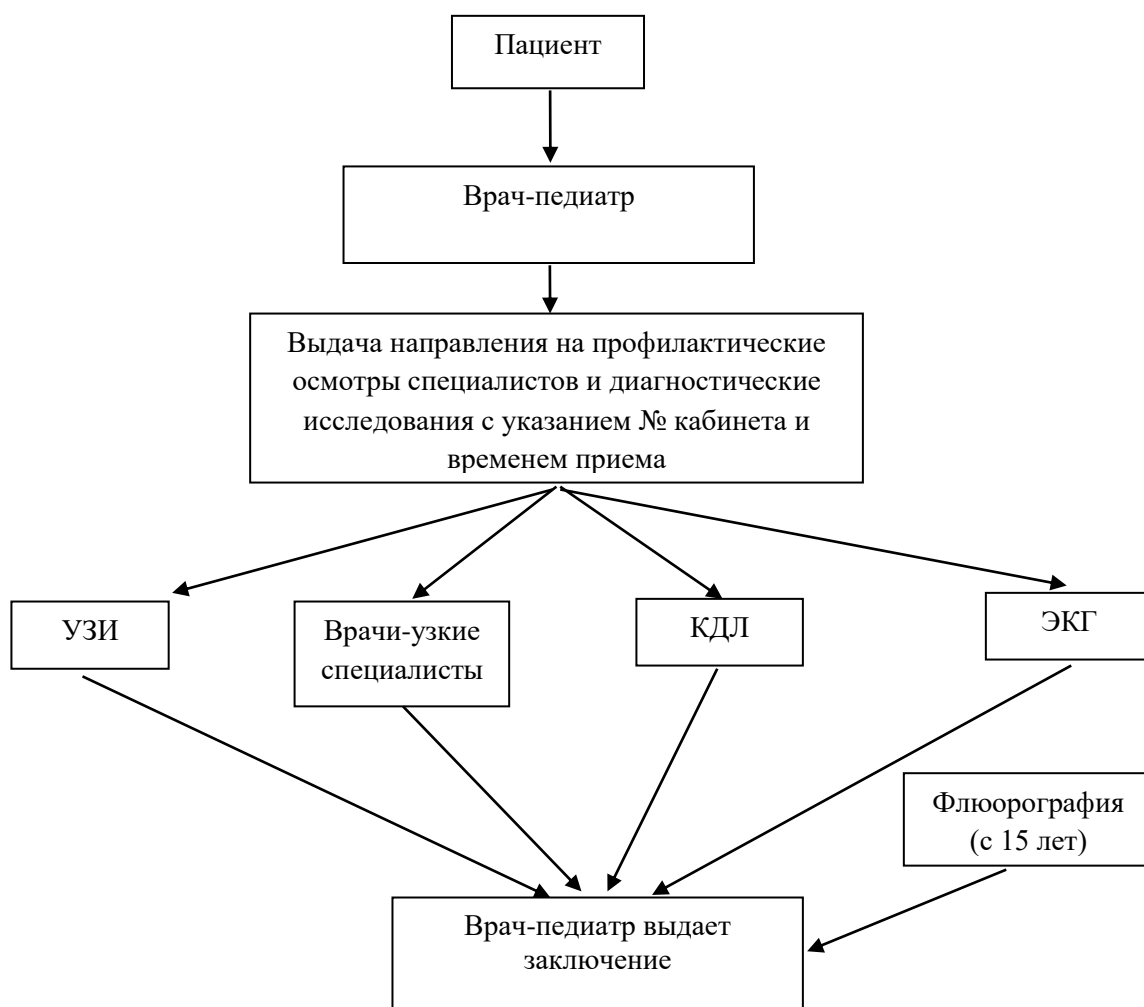 Пациент
Врач-педиатр
Выдача направления на профилактические
осмотры специалистов и диагностические
исследования с указанием № кабинета и
временем приема
УЗИ
Врачи-узкие
специалисты
КДЛ
ЭКГ
Флюорография
(с 15 лет)
Врач-педиатр выдает
заключение